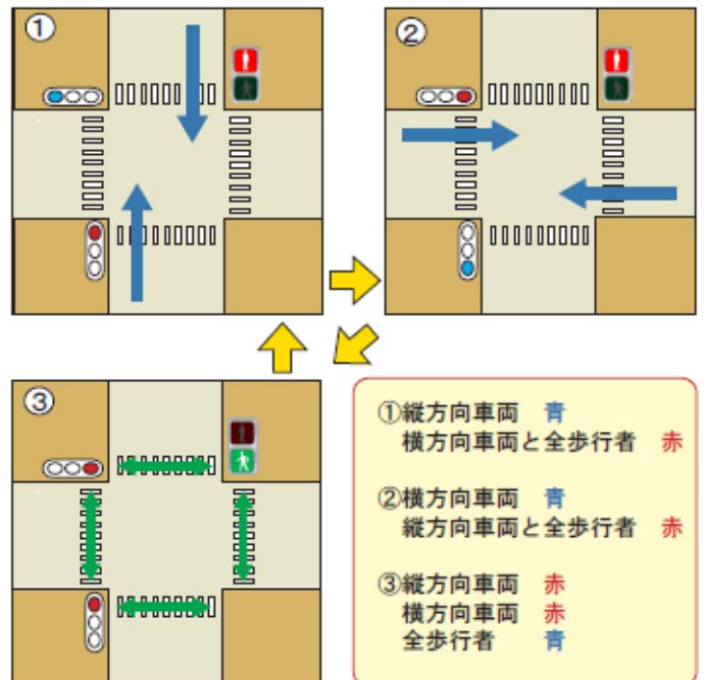 ①
②
③
①縦方向車両 青
横方向車両と全歩行者 赤
②横方向車両 青
縦方向車両と全歩行者 赤
③縦方向車両 赤
横方向車両 赤
全歩行者 青